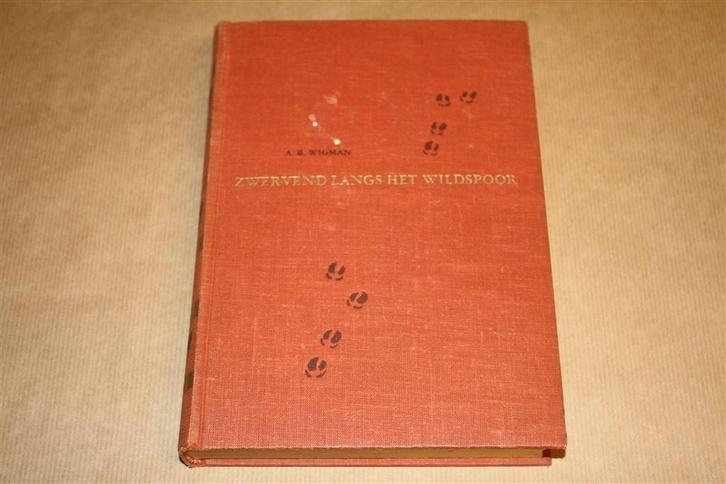 A. B. WIGMAN
ZWERVEND LANGS HET WILDSPOOR